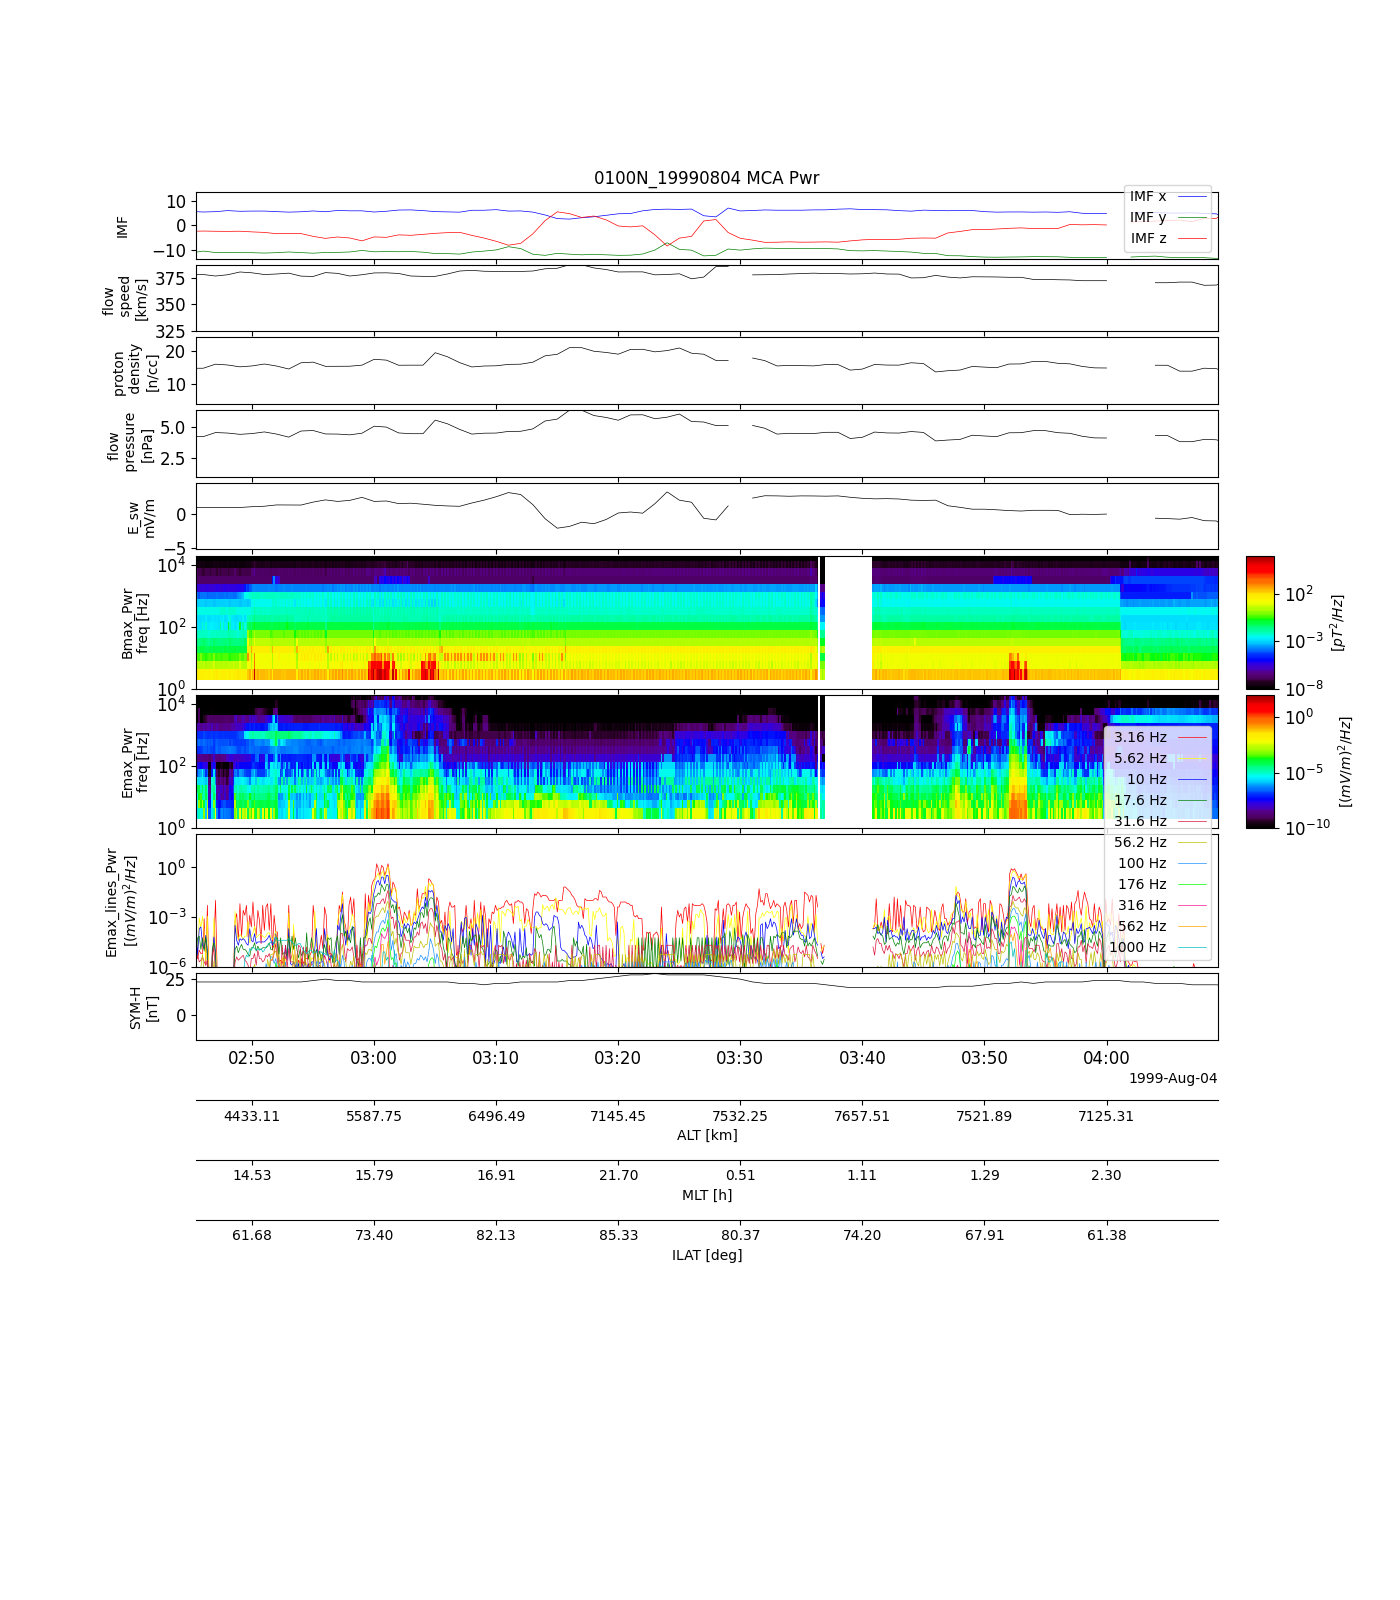 0100N_19990804 MCA Pwr
10
0
−10
IMF
IMF x
IMF y
IMF z
375
350
325
flow
speed
[km/s]
20
10
proton
density
[n/cc]
5.0
2.5
flow
pressure
[nPa]
0
−5
E_sw
mV/m
10^4
10^2
10^0
Bmax_Pwr
freq [Hz]
10^2
10^-3
10^-8
[pT^2/Hz]
10^4
10^2
10^0
Emax_Pwr
freq [Hz]
10^0
10^-5
10^-10
[(mV/m)^2/Hz]
3.16 Hz
5.62 Hz
10 Hz
17.6 Hz
31.6 Hz
56.2 Hz
100 Hz
176 Hz
316 Hz
562 Hz
1000 Hz
10^0
10^-3
10^-6
Emax_lines_Pwr
[(mV/m)^2/Hz]
25
0
SYM-H
[nT]
02:50 03:00 03:10 03:20 03:30 03:40 03:50 04:00
1999-Aug-04
4433.11 5587.75 6496.49 7145.45 7532.25 7657.51 7521.89 7125.31
ALT [km]
14.53 15.79 16.91 21.70 0.51 1.11 1.29 2.30
MLT [h]
61.68 73.40 82.13 85.33 80.37 74.20 67.91 61.38
ILAT [deg]